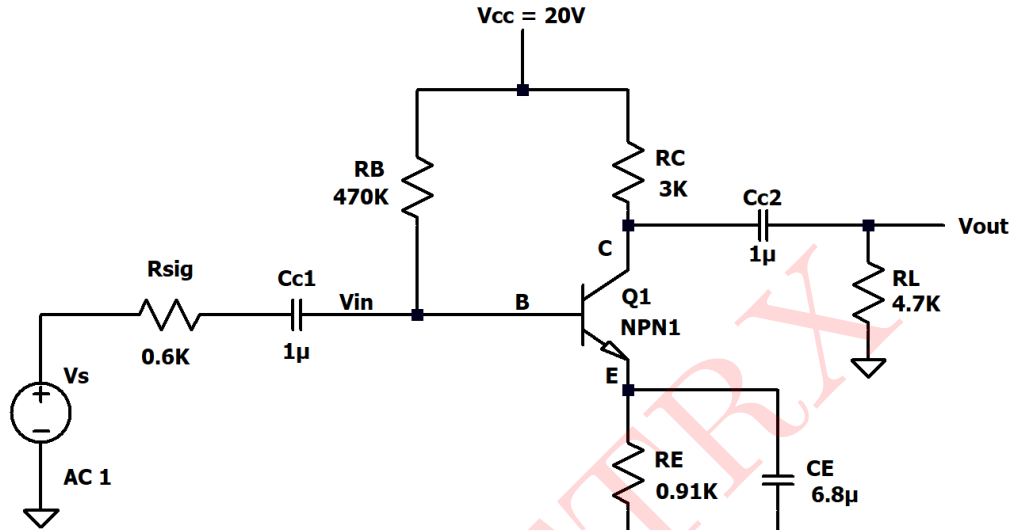 Vcc = 20V
RB
470K
RC
3K
Cc2
1µ
Vout
C
Rsig
0.6K
Cc1
1µ
Vin
B
Q1
NPN1
RL
4.7K
E
Vs
AC 1
RE
0.91K
CE
6.8µ
TRX